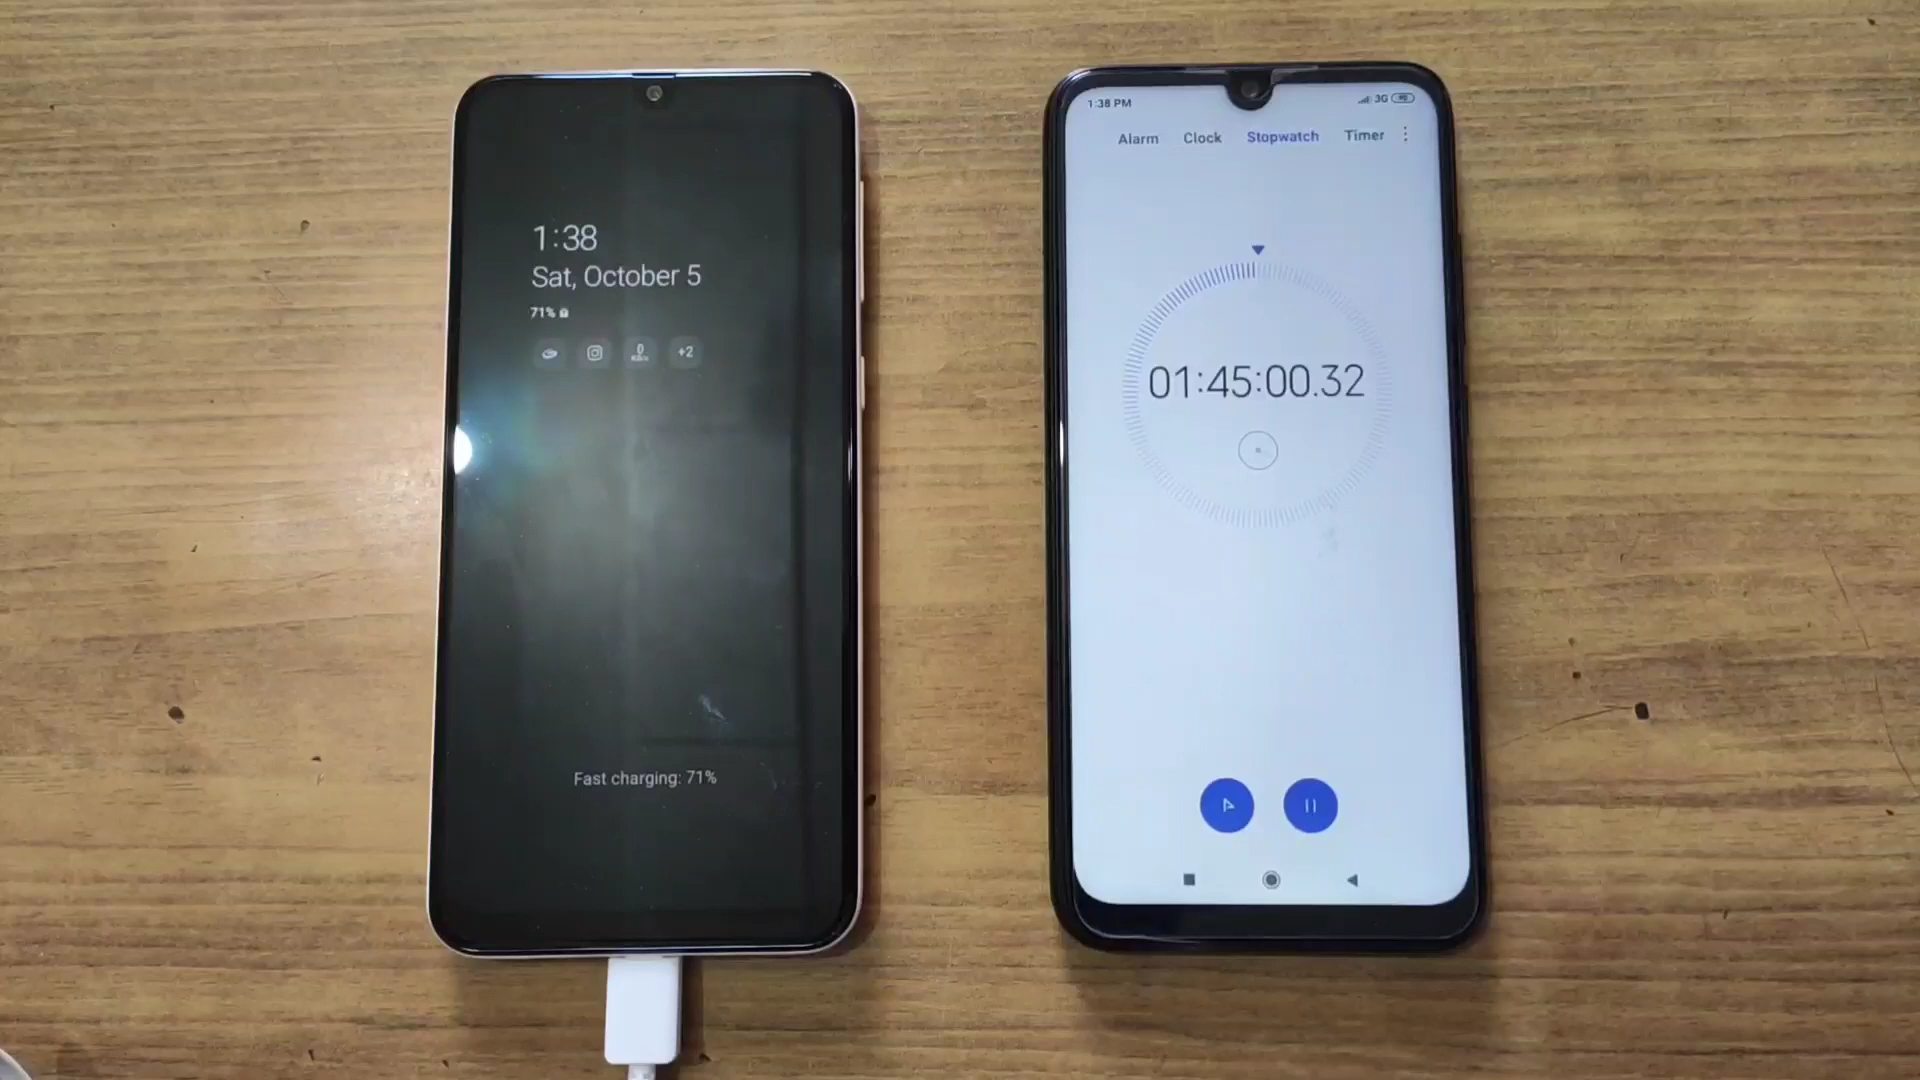 1:38
Sat, October 5
71%
+2
Fast charging: 71%
1:38 PM
3G
Alarm Clock Stopwatch Timer
01:45:00.32